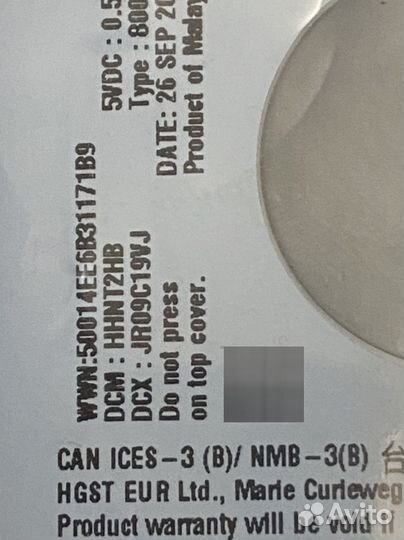 5VDC : 0.5
Type : 800
DATE: 26 SEP 20
Product of Malay
WWN:50014EE6B31171B9
DCM : HHNT2HB
DCX : JR09C19VJ
Do not press
on top cover.
CAN ICES-3 (B)/ NMB-3(B) 台
HGST EUR Ltd., Marie Curieweg
Product warranty will be void if
Avito